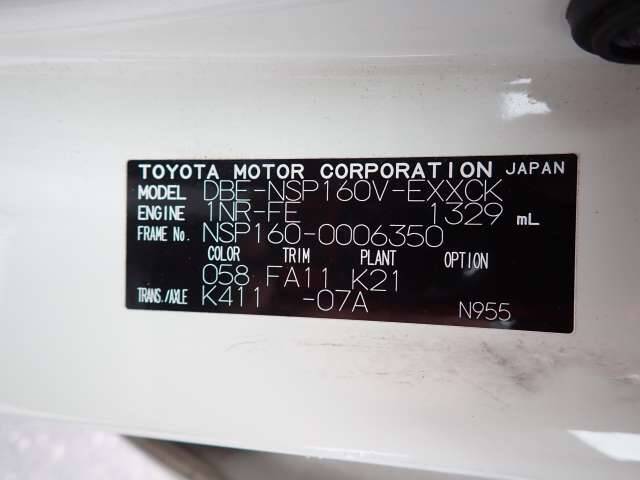 TOYOTA MOTOR CORPORATION JAPAN
MODEL DBE-NSP160V-EXXCK
ENGINE 1NR-FE 1329 mL
FRAME No. NSP160-0006350
COLOR TRIM PLANT OPTION
058 FA11 K21
TRANS./AXLE K411 -07A N955